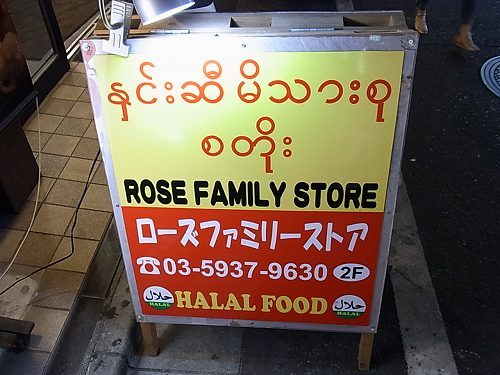 နှင်းဆီ မိသားစု
စတိုး
ROSE FAMILY STORE
ローズファミリーストア
☎03-5937-9630 2F
حلال HALAL HALAL FOOD حلال HALAL